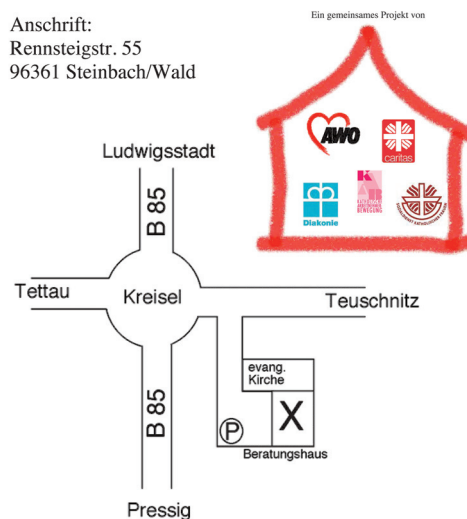 Anschrift:
Rennsteigstr. 55
96361 Steinbach/Wald
Ein gemeinsames Projekt von
AWO
caritas
Diakonie
BEWEGUNG
Ludwigsstadt
B 85
Tettau
Kreisel
Teuschnitz
evang.
Kirche
X
P
Beratungshaus
B 85
Pressig